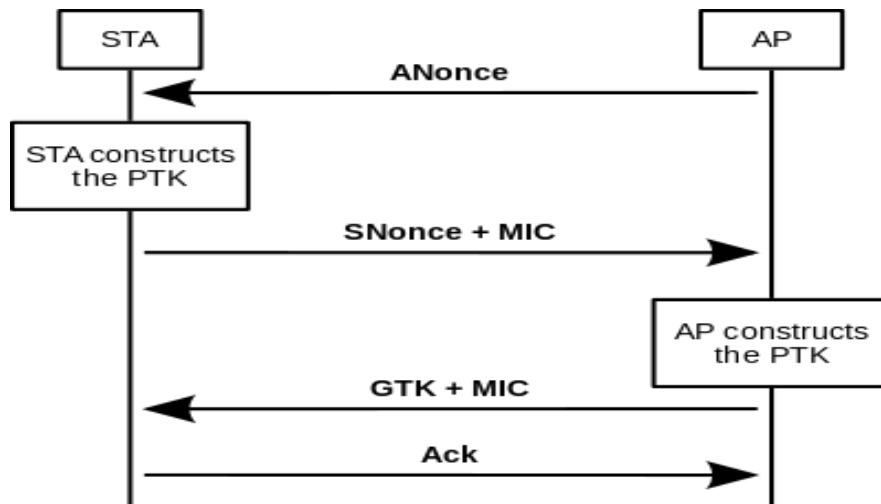 STA
AP
ANonce
STA constructs
the PTK
SNonce + MIC
AP constructs
the PTK
GTK + MIC
Ack